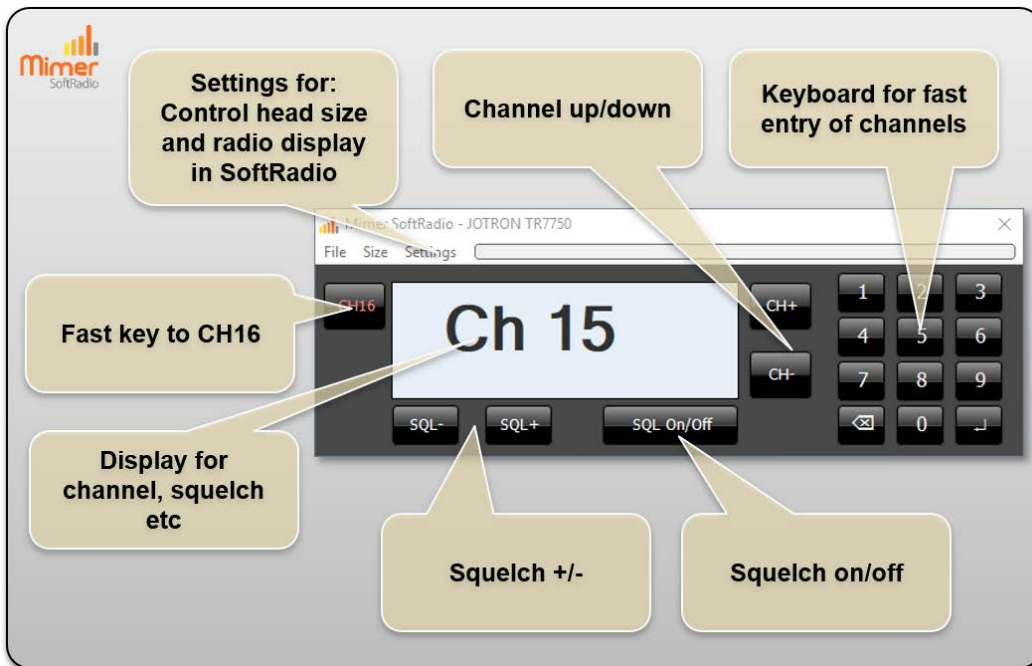 Mimer
SoftRadio
Settings for:
Control head size
and radio display
in SoftRadio
Channel up/down
Keyboard for fast
entry of channels
Mimer SoftRadio - JOTRON TR7750
File Size Settings
Fast key to CH16
CH16
Ch 15
CH+
CH-
1 2 3
4 5 6
7 8 9
0
SQL- SQL+ SQL On/Off
Display for
channel, squelch
etc
Squelch +/-
Squelch on/off